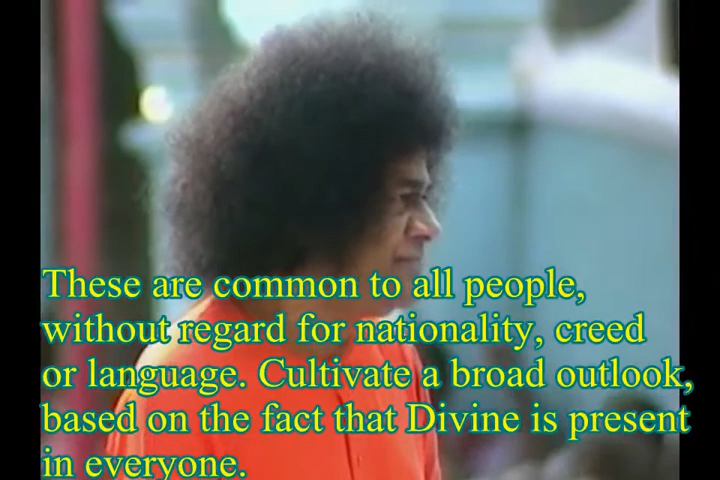 These are common to all people,
without regard for nationality, creed
or language. Cultivate a broad outlook,
based on the fact that Divine is present
in everyone.